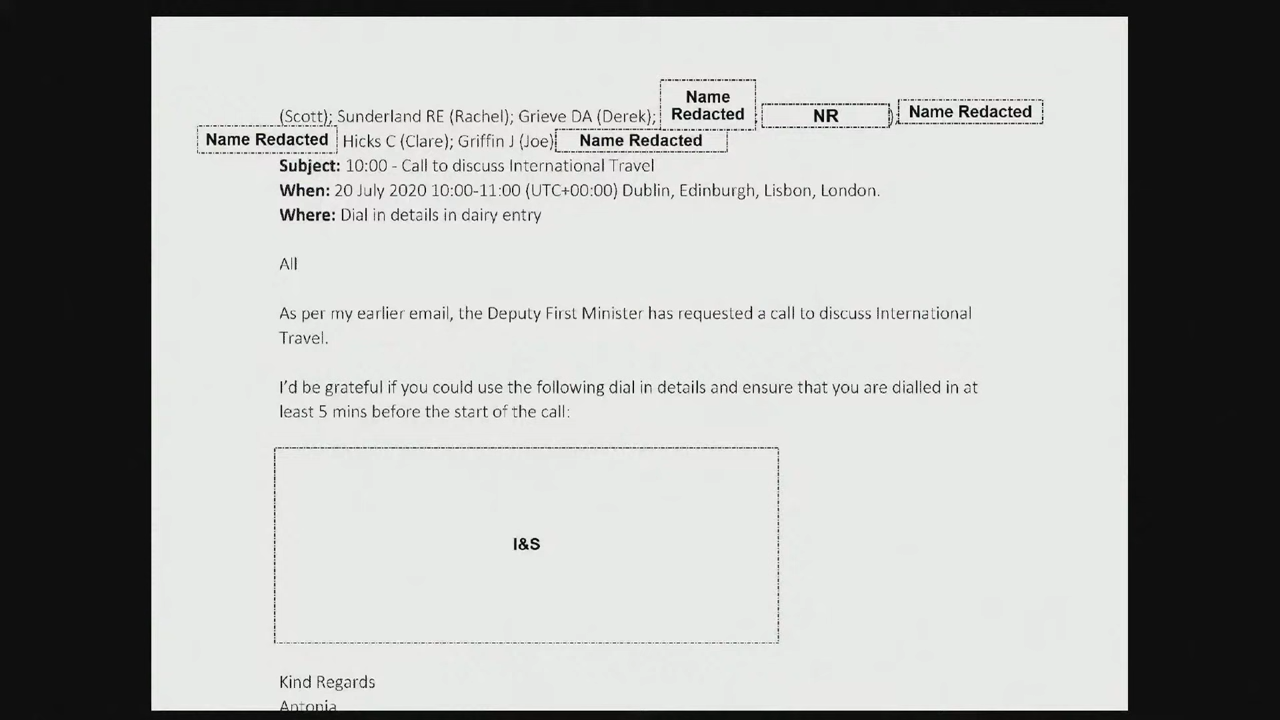 Name
(Scott); Sunderland RE (Rachel); Grieve DA (Derek); Redacted NR ) Name Redacted
Name Redacted Hicks C (Clare); Griffin J (Joe) Name Redacted
Subject: 10:00 - Call to discuss International Travel
When: 20 July 2020 10:00-11:00 (UTC+00:00) Dublin, Edinburgh, Lisbon, London.
Where: Dial in details in dairy entry
All
As per my earlier email, the Deputy First Minister has requested a call to discuss International
Travel.
I'd be grateful if you could use the following dial in details and ensure that you are dialled in at
least 5 mins before the start of the call:
I&S
Kind Regards
Antonia